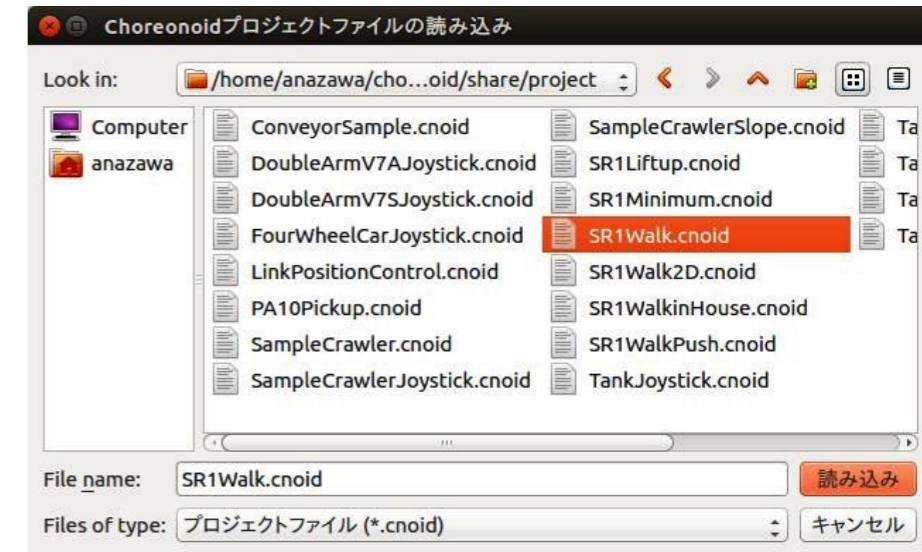 Choreonoidプロジェクトファイルの読み込み
Look in:
/home/anazawa/cho...oid/share/project
Computer
anazawa
ConveyorSample.cnoid
DoubleArmV7AJoystick.cnoid
DoubleArmV7SJoystick.cnoid
FourWheelCarJoystick.cnoid
LinkPositionControl.cnoid
PA10Pickup.cnoid
SampleCrawler.cnoid
SampleCrawlerJoystick.cnoid
SampleCrawlerSlope.cnoid
SR1Liftup.cnoid
SR1Minimum.cnoid
SR1Walk.cnoid
SR1Walk2D.cnoid
SR1WalkinHouse.cnoid
SR1WalkPush.cnoid
TankJoystick.cnoid
Ta
Ta
Ta
Ta
File name:
SR1Walk.cnoid
読み込み
Files of type:
プロジェクトファイル (*.cnoid)
キャンセル